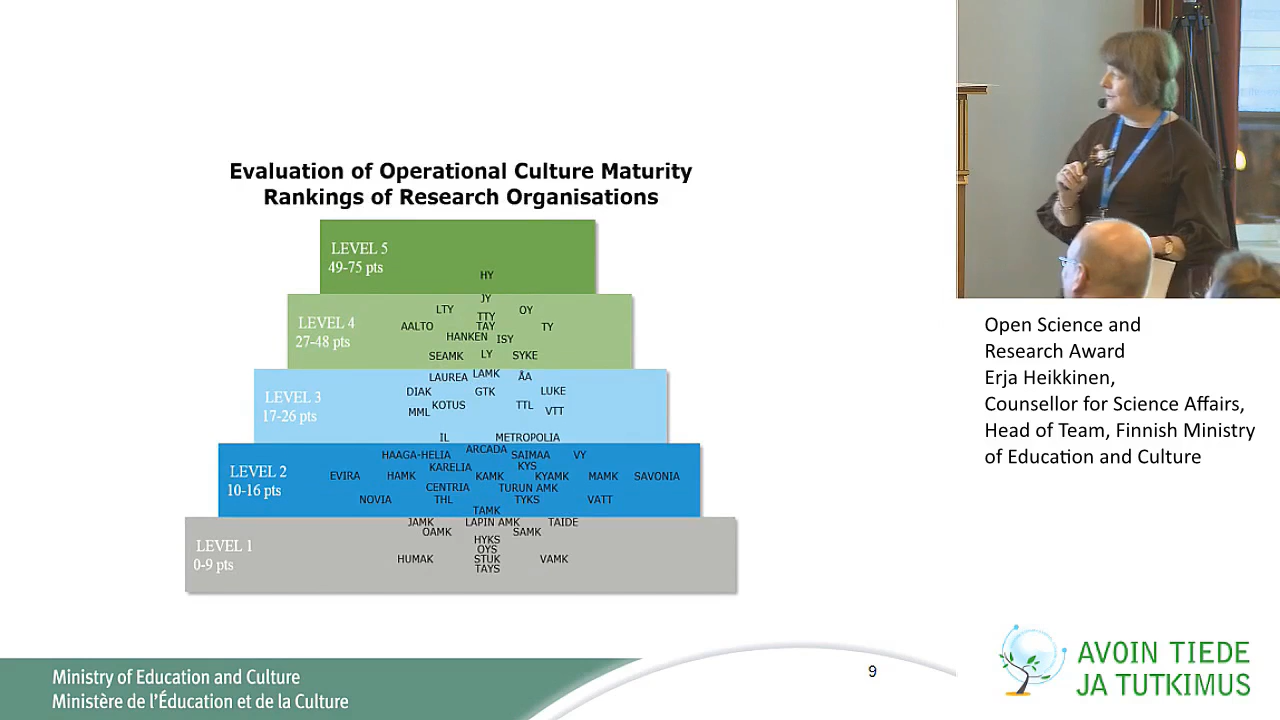 Evaluation of Operational Culture Maturity
Rankings of Research Organisations
LEVEL 5
49-75 pts
HY
LEVEL 4
27-48 pts
JY
LTY
OY
TTY
AALTO
TAY
TY
HANKEN
ISY
SEAMK
LY
SYKE
LEVEL 3
17-26 pts
LAUREA
LAMK
ÅA
DIAK
GTK
LUKE
KOTUS
TTL
MML
VTT
IL
METROPOLIA
LEVEL 2
10-16 pts
ARCADA
HAAGA-HELIA
SAIMAA
VY
KARELIA
KYS
EVIRA
HAMK
KAMK
KYAMK
MAMK
SAVONIA
CENTRIA
TURUN AMK
NOVIA
THL
TYKS
VATT
TAMK
LEVEL 1
0-9 pts
JAMK
LAPIN AMK
TAIDE
OAMK
SAMK
HYKS
OYS
HUMAK
STUK
VAMK
TAYS
Ministry of Education and Culture
Ministère de l'Éducation et de la Culture
9
Open Science and
Research Award
Erja Heikkinen,
Counsellor for Science Affairs,
Head of Team, Finnish Ministry
of Education and Culture
AVOIN TIEDE
JA TUTKIMUS